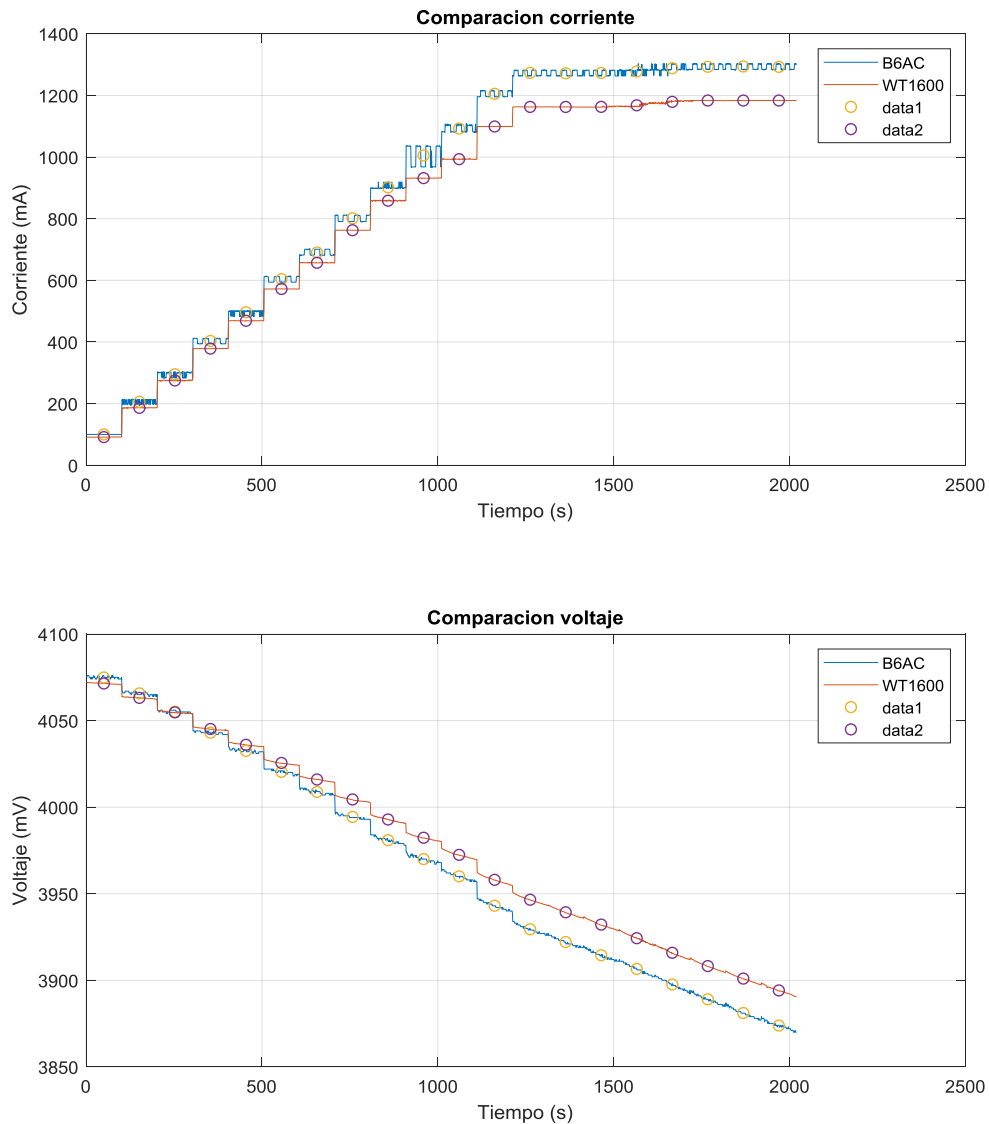 Comparacion corriente
1400
1200
1000
800
600
400
200
0
Corriente (mA)
B6AC
WT1600
data1
data2
0 500 1000 1500 2000 2500
Tiempo (s)
Comparacion voltaje
4100
4050
4000
3950
3900
3850
Voltaje (mV)
B6AC
WT1600
data1
data2
0 500 1000 1500 2000 2500
Tiempo (s)